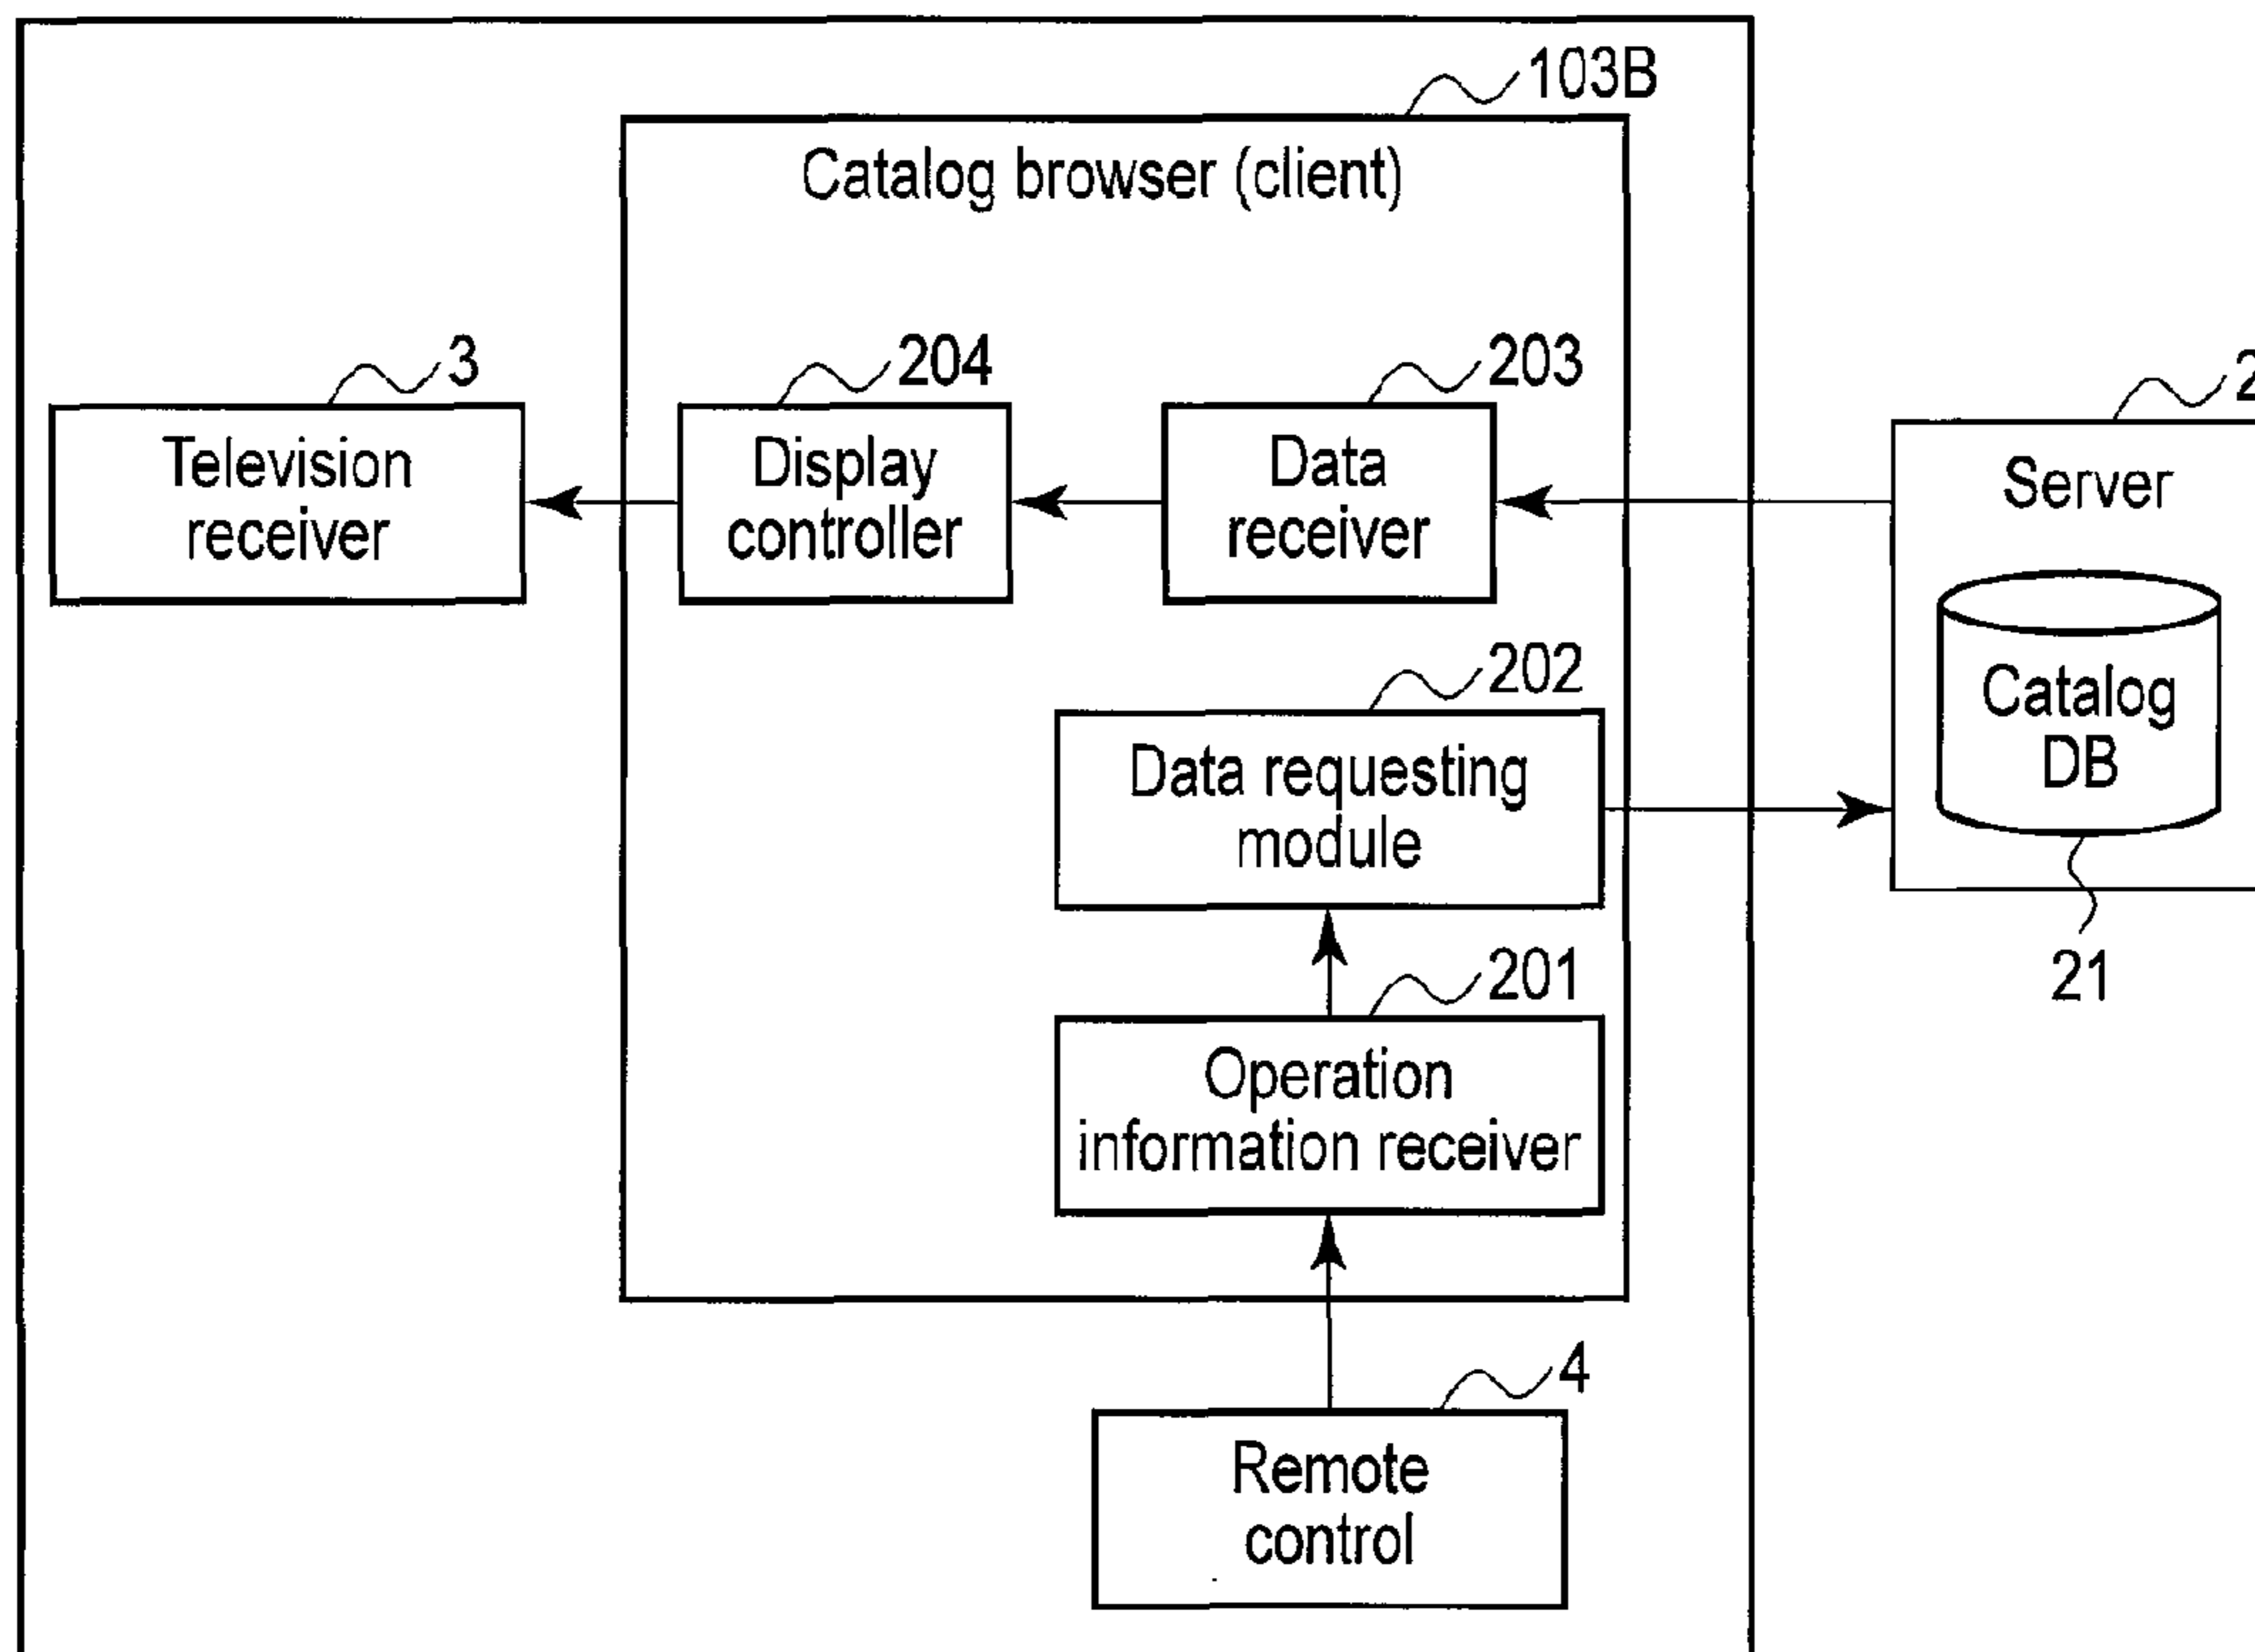 103B
Catalog browser (client)
3
204
203
2
Television
receiver
Display
controller
Data
receiver
Server
202
Data requesting
module
Catalog
DB
201
21
Operation
information receiver
4
Remote
control